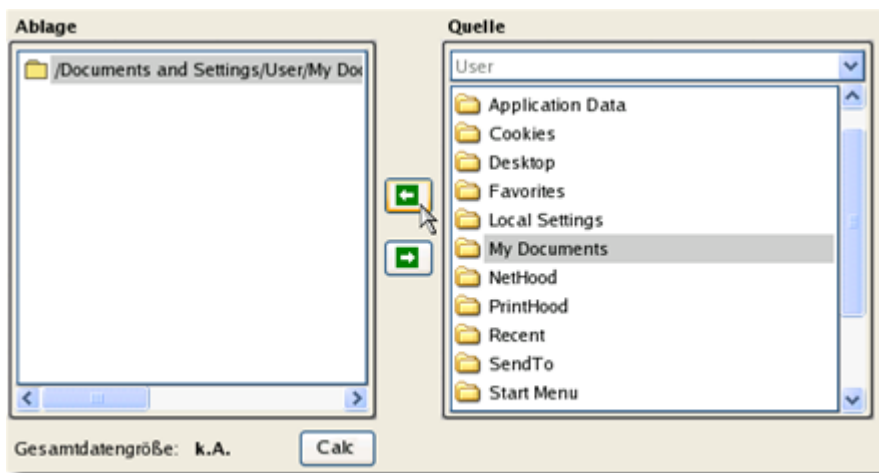 Ablage
/Documents and Settings/User/My Do
Gesamtdatengröße: k.A.
Calc
Quelle
User
Application Data
Cookies
Desktop
Favorites
Local Settings
My Documents
NetHood
PrintHood
Recent
SendTo
Start Menu